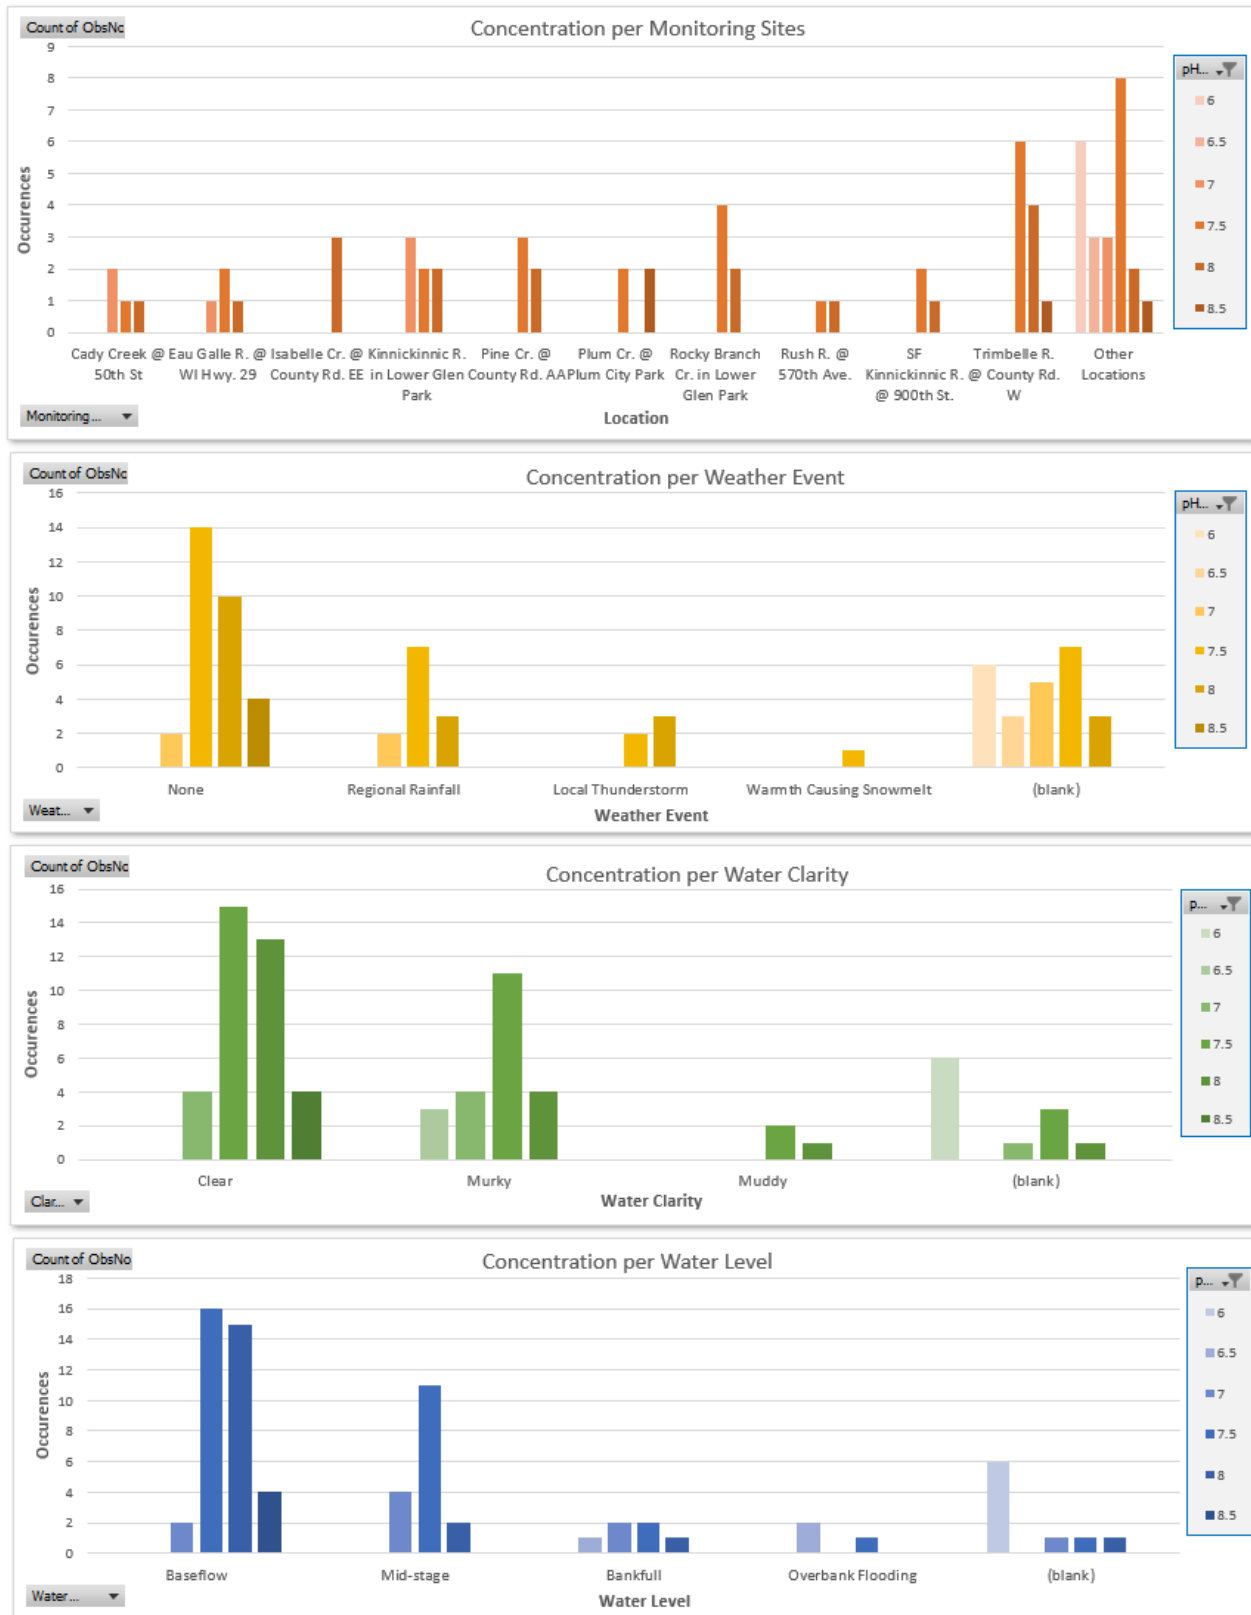 Count of ObsNc
Concentration per Monitoring Sites
9
8
7
6
5
4
3
2
1
0
Occurences
Cady Creek @ 50th St
Eau Galle R. @ WI Hwy. 29
Isabelle Cr. @ County Rd. EE
Kinnickinnic R. in Lower Glen Park
Pine Cr. @ County Rd. AA
Plum Cr. @ Plum City Park
Rocky Branch Cr. in Lower Glen Park
Rush R. @ 570th Ave.
SF Kinnickinnic R. @ 900th St.
Trimbelle R. @ County Rd. W
Other Locations
Location
Monitoring...
pH...
6
6.5
7
7.5
8
8.5
Count of ObsNc
Concentration per Weather Event
16
14
12
10
8
6
4
2
0
Occurences
None
Regional Rainfall
Local Thunderstorm
Warmth Causing Snowmelt
(blank)
Weather Event
Weat...
pH...
6
6.5
7
7.5
8
8.5
Count of ObsNc
Concentration per Water Clarity
16
14
12
10
8
6
4
2
0
Occurences
Clear
Murky
Muddy
(blank)
Water Clarity
Clar...
p...
6
6.5
7
7.5
8
8.5
Count of ObsNo
Concentration per Water Level
18
16
14
12
10
8
6
4
2
0
Occurences
Baseflow
Mid-stage
Bankfull
Overbank Flooding
(blank)
Water Level
Water...
p...
6
6.5
7
7.5
8
8.5